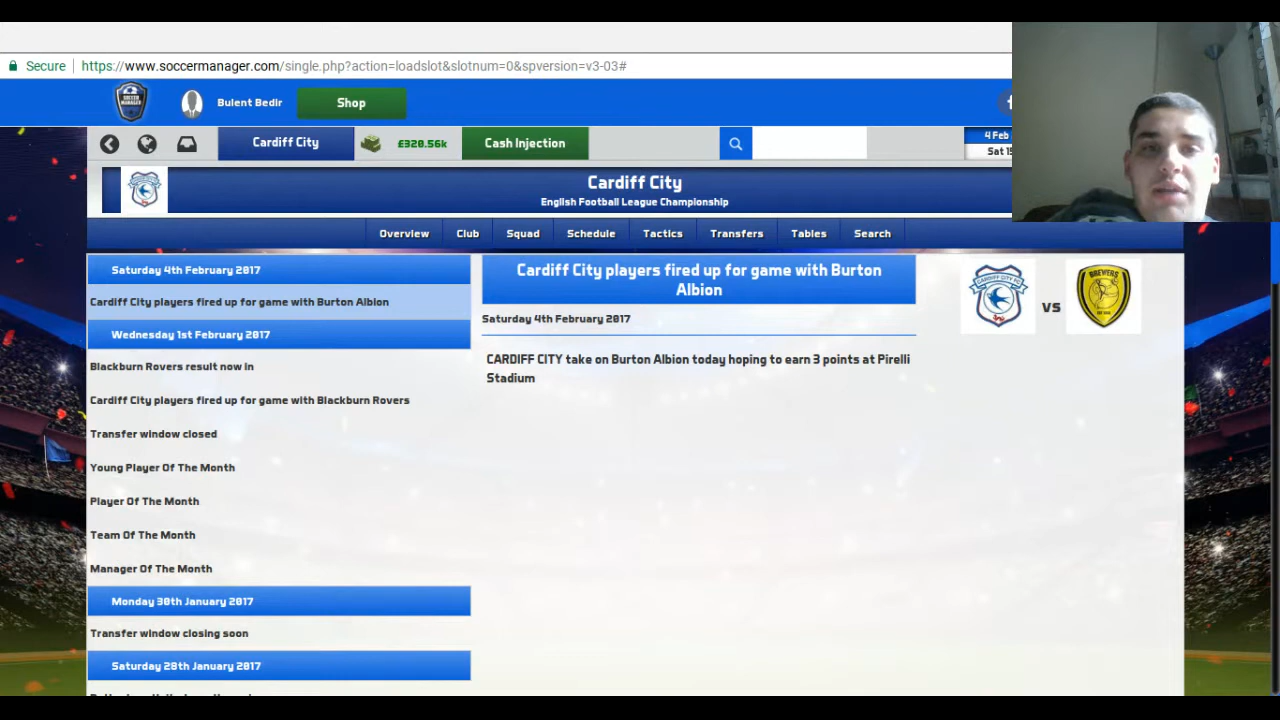 Secure https://www.soccermanager.com/single.php?action=loadslot&slotnum=0&spversion=v3-03#
SOCCER MANAGER
Bulent Bedir
Shop
Cardiff City
£320.56k
Cash Injection
4 Feb
Sat 1
Cardiff City
English Football League Championship
Overview Club Squad Schedule Tactics Transfers Tables Search
Saturday 4th February 2017
Cardiff City players fired up for game with Burton Albion
Wednesday 1st February 2017
Blackburn Rovers result now in
Cardiff City players fired up for game with Blackburn Rovers
Transfer window closed
Young Player Of The Month
Player Of The Month
Team Of The Month
Manager Of The Month
Monday 30th January 2017
Transfer window closing soon
Saturday 28th January 2017
Cardiff City players fired up for game with Burton
Albion
Saturday 4th February 2017
CARDIFF CITY take on Burton Albion today hoping to earn 3 points at Pirelli
Stadium
CARDIFF CITY FC
VS
BREWERS